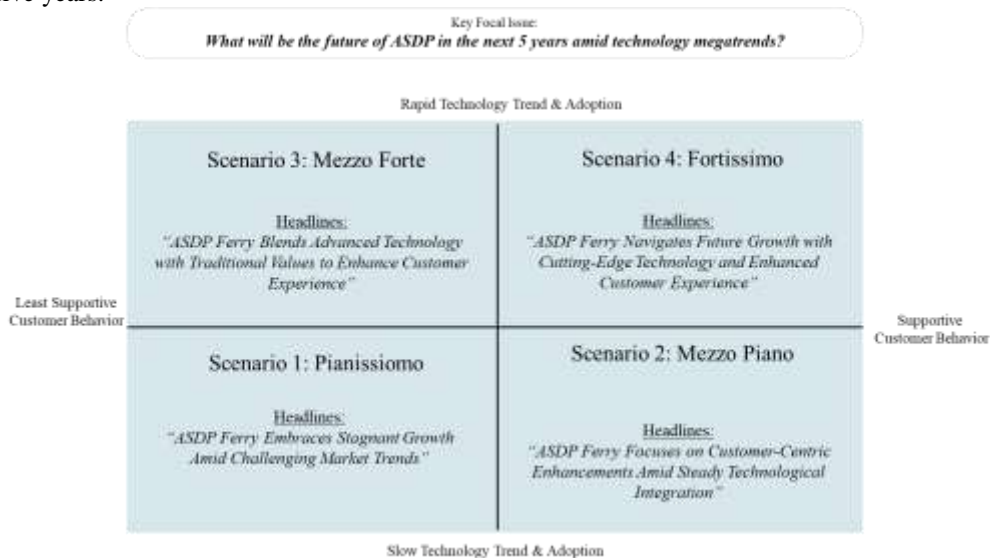 Key Focal Issue:
What will be the future of ASDP in the next 5 years amid technology megatrends?
Rapid Technology Trend & Adoption
Scenario 3: Mezzo Forte
Headlines:
"ASDP Ferry Blends Advanced Technology
with Traditional Values to Enhance Customer
Experience"
Scenario 4: Fortissimo
Headlines:
"ASDP Ferry Navigates Future Growth with
Cutting-Edge Technology and Enhanced
Customer Experience"
Least Supportive
Customer Behavior
Supportive
Customer Behavior
Scenario 1: Pianissiomo
Headlines:
"ASDP Ferry Embraces Stagnant Growth
Amid Challenging Market Trends"
Scenario 2: Mezzo Piano
Headlines:
"ASDP Ferry Focuses on Customer-Centric
Enhancements Amid Steady Technological
Integration"
Slow Technology Trend & Adoption